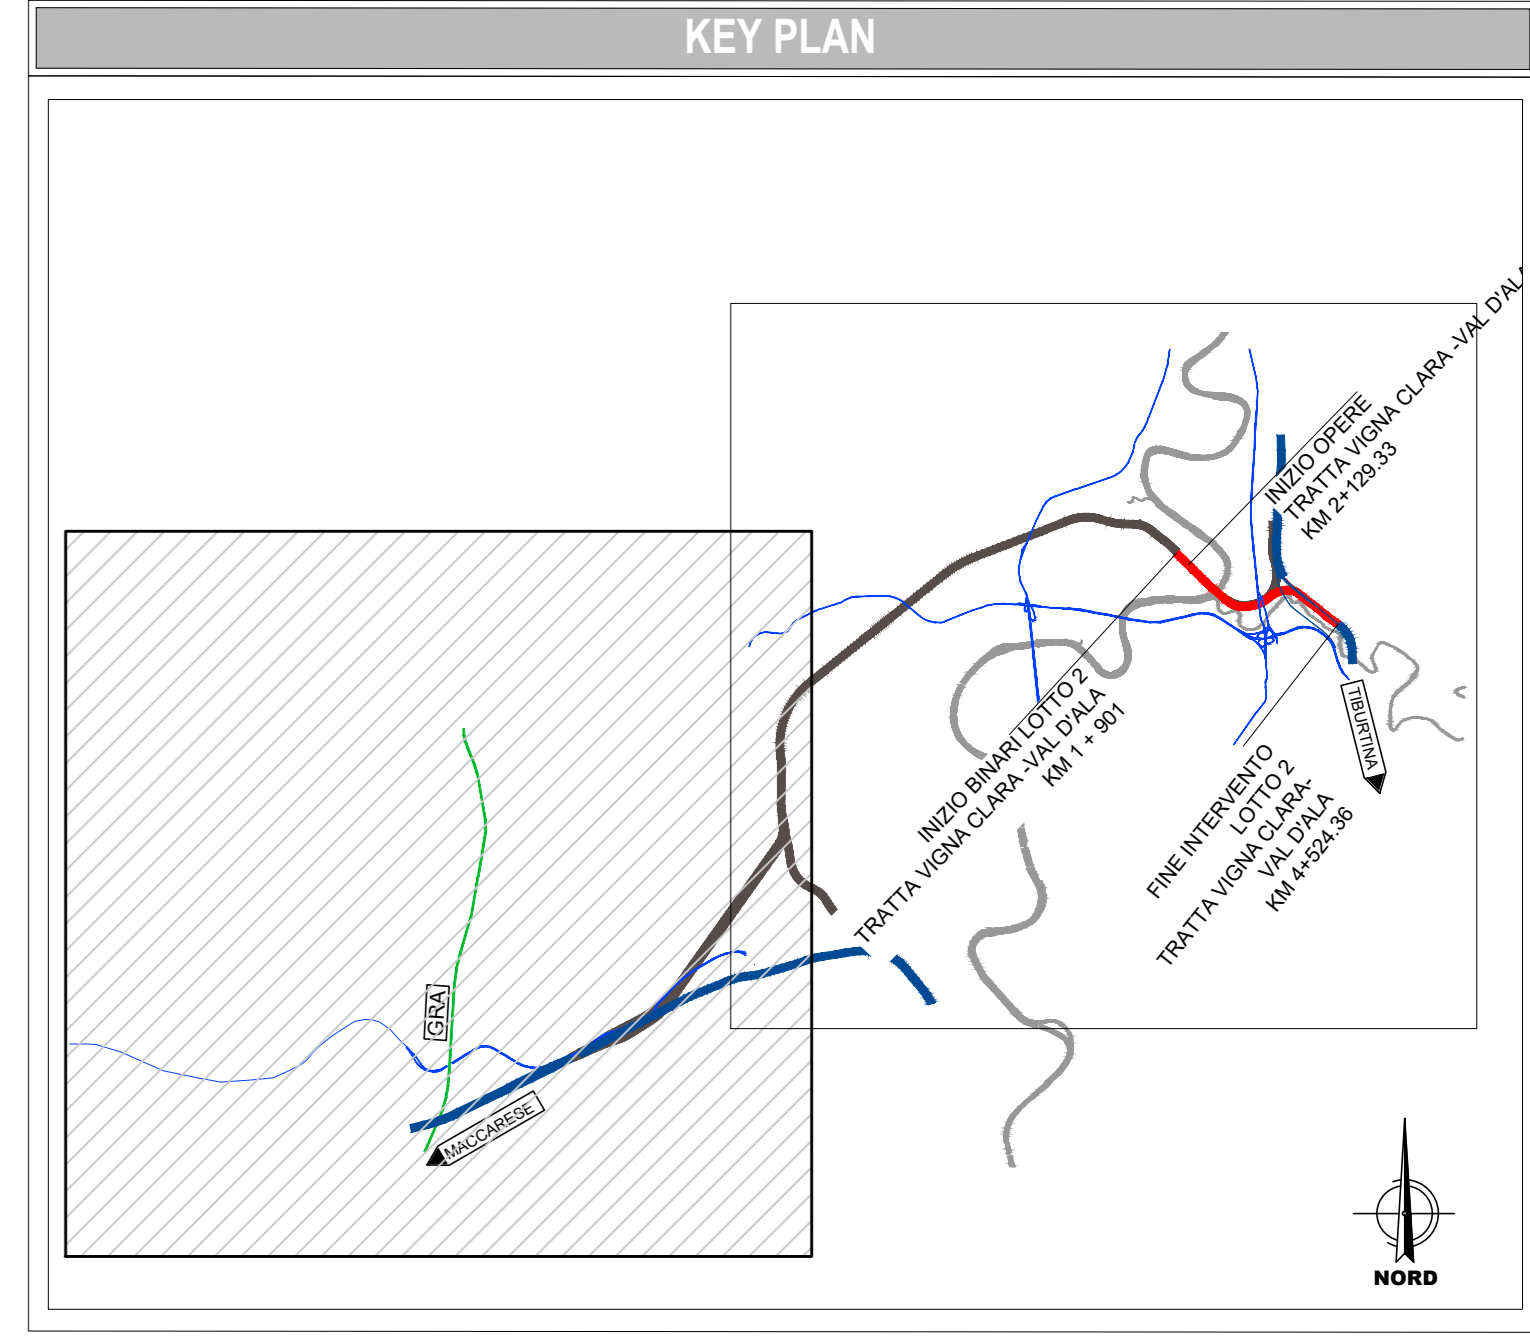 KEY PLAN
INIZIO OPERE
TRATTA VIGNA CLARA -VAL D'ALA
KM 2+129.33
INIZIO BINARI LOTTO 2
TRATTA VIGNA CLARA -VAL D'ALA
KM 1 + 901
TIBURTINA
FINE INTERVENTO
LOTTO 2
TRATTA VIGNA CLARA-
VAL D'ALA
KM 4+524.36
GRA
MACCARESE
NORD